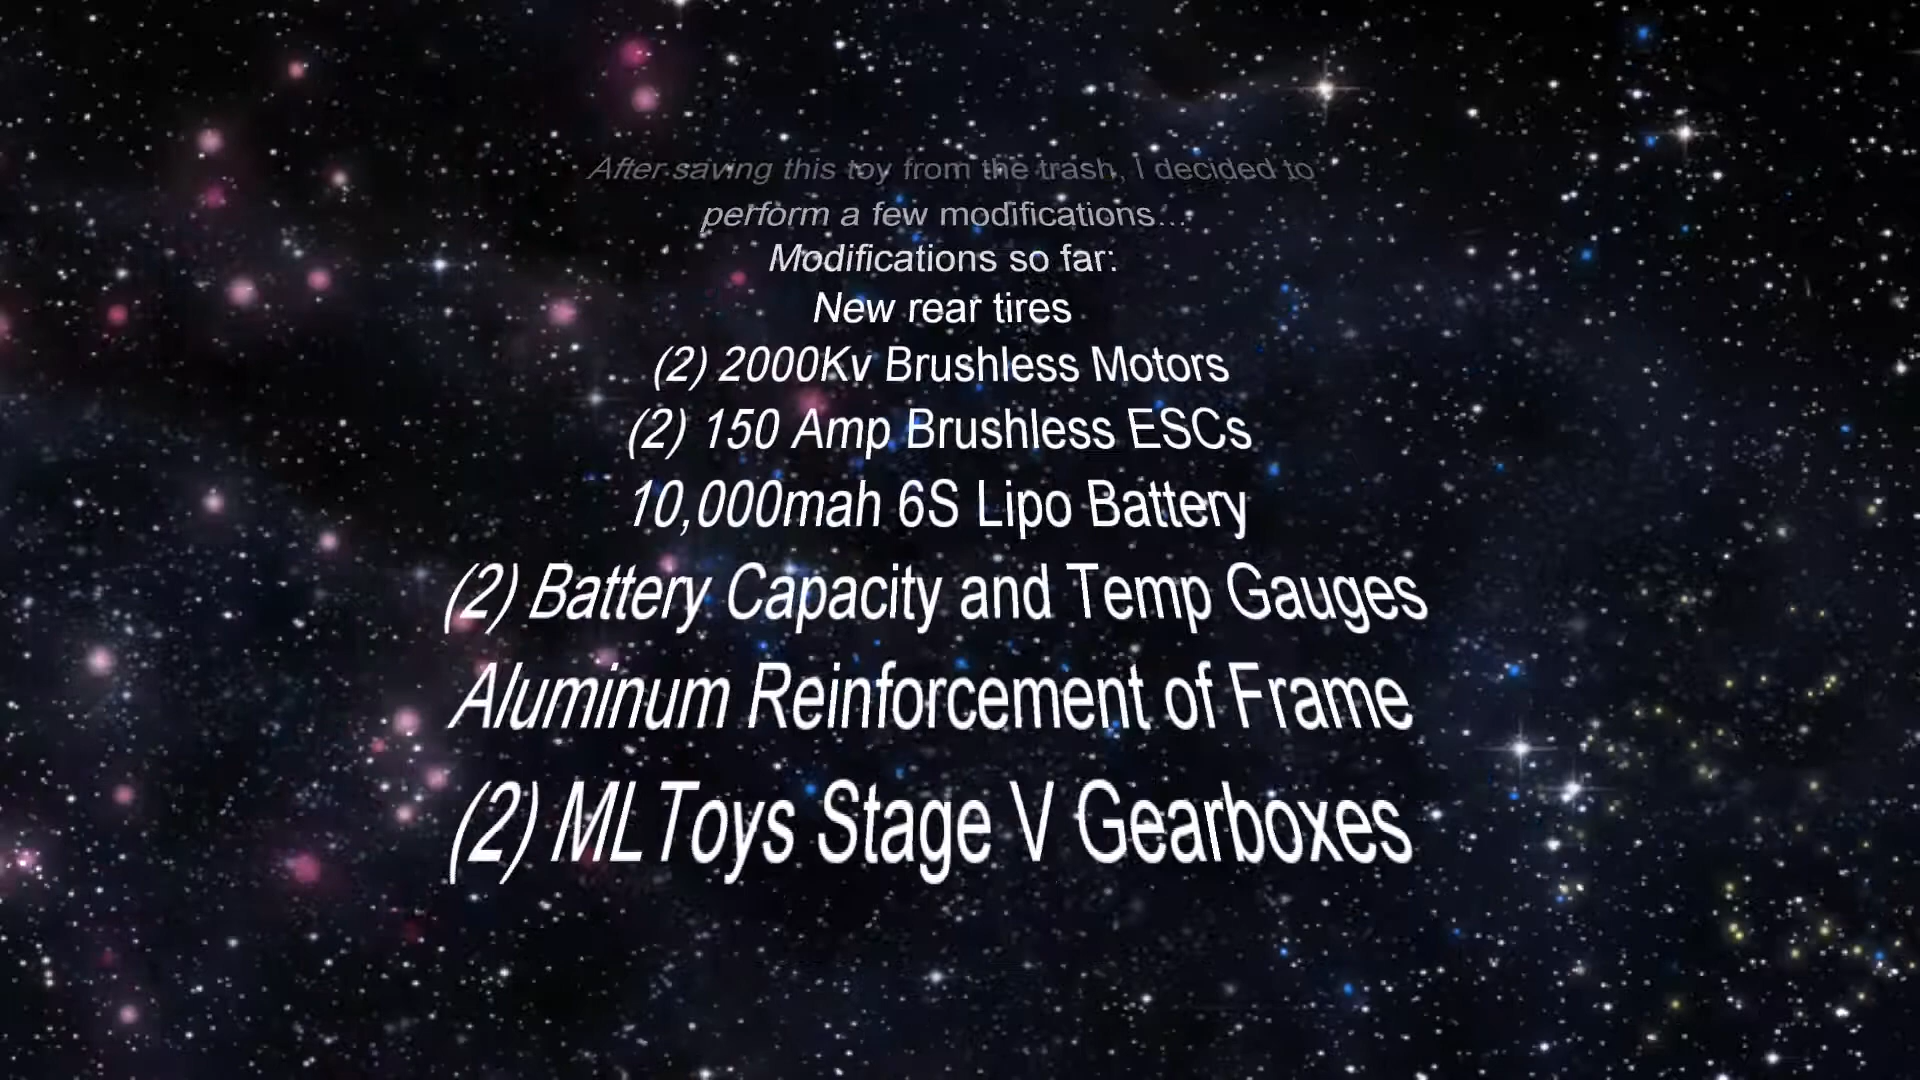 After saving this toy from the trash, I decided to
perform a few modifications...
Modifications so far:
New rear tires
(2) 2000Kv Brushless Motors
(2) 150 Amp Brushless ESCs
10,000mah 6S Lipo Battery
(2) Battery Capacity and Temp Gauges
Aluminum Reinforcement of Frame
(2) MLToys Stage V Gearboxes